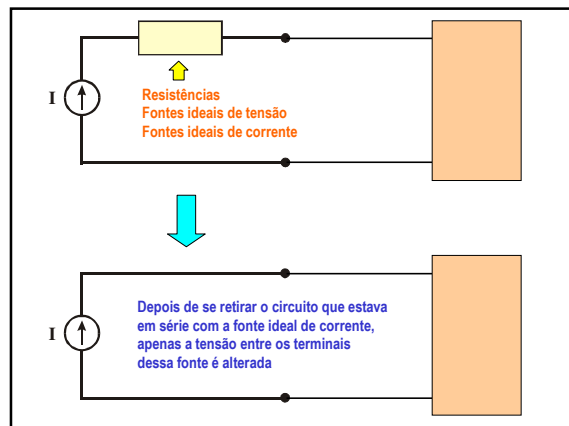 I
Resistências
Fontes ideais de tensão
Fontes ideais de corrente
I
Depois de se retirar o circuito que estava
em série com a fonte ideal de corrente,
apenas a tensão entre os terminais
dessa fonte é alterada